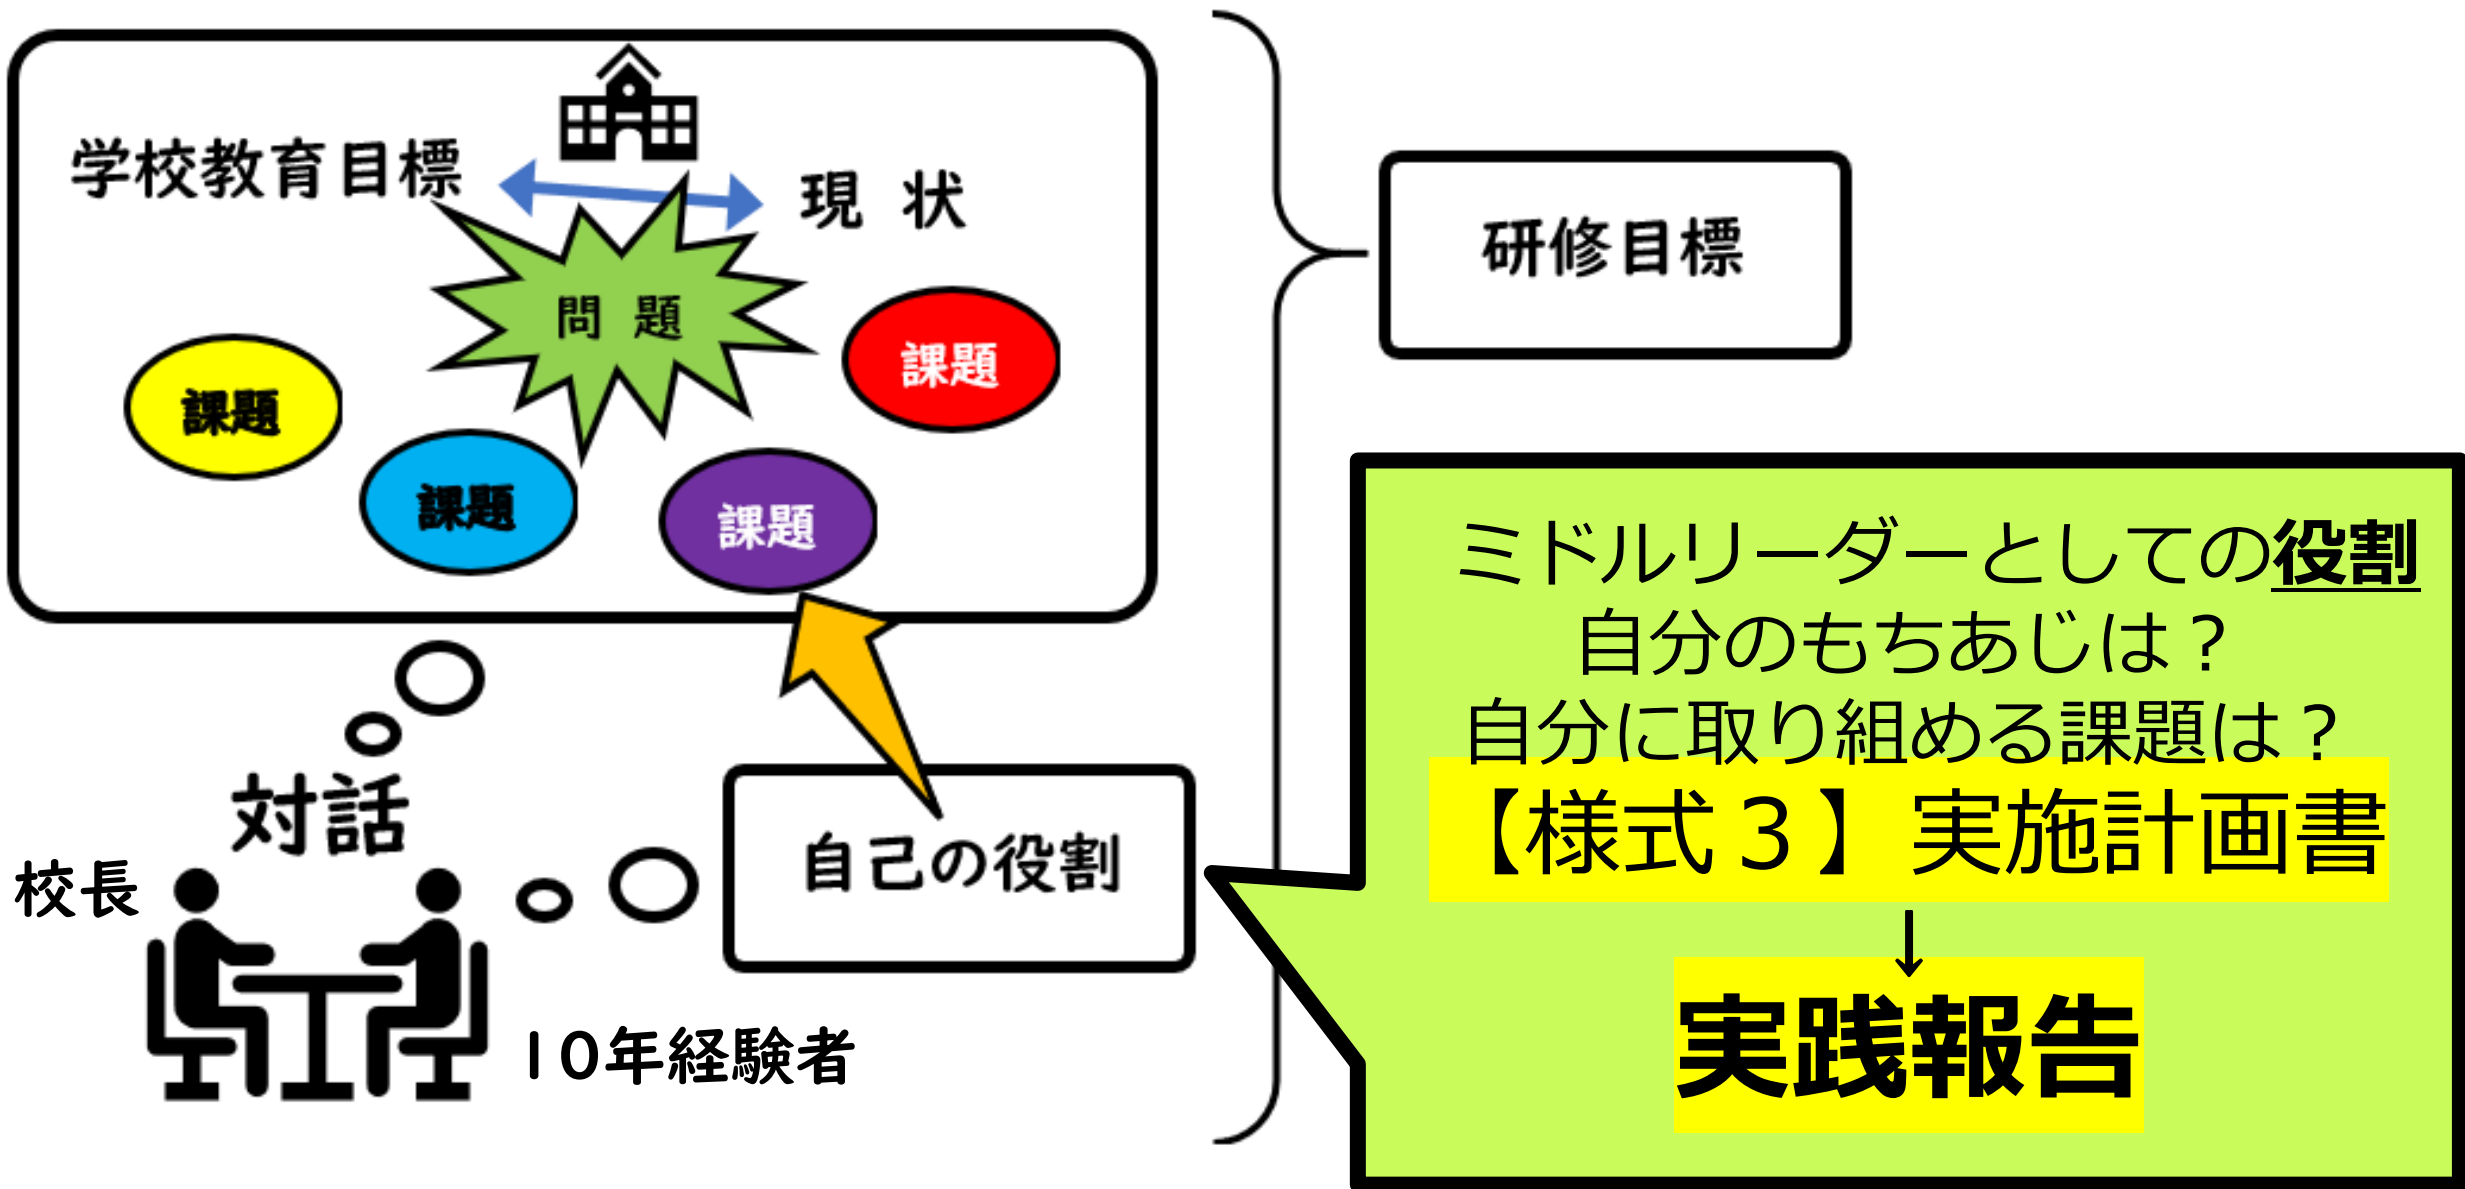 学校教育目標
現 状
問 題
課題
課題
課題
課題
対話
校長
10年経験者
自己の役割
研修目標
ミドルリーダーとしての役割
自分のもちあじは?
自分に取り組める課題は?
【様式3】実施計画書
↓
実践報告